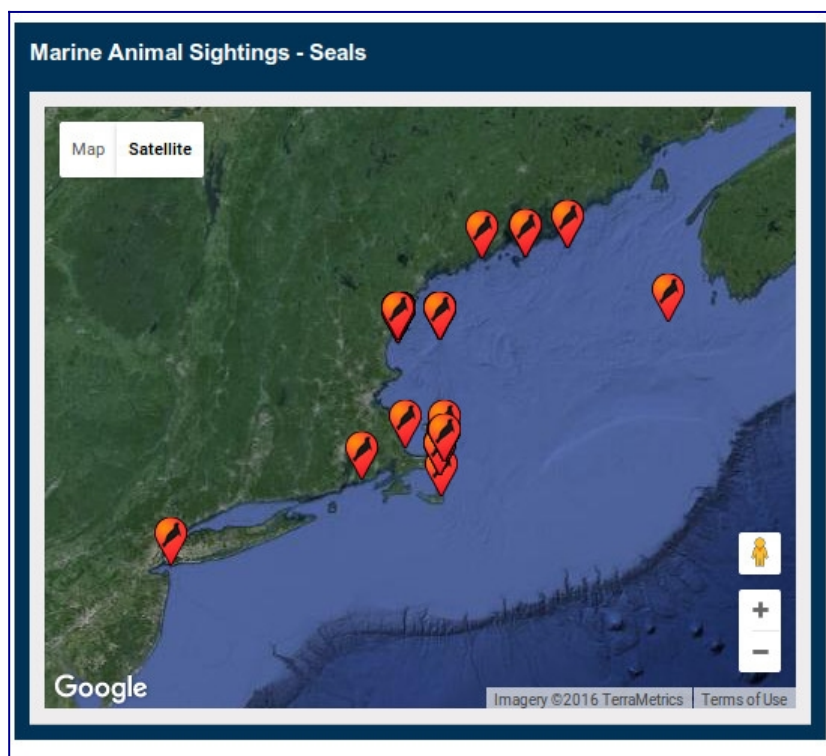 Marine Animal Sightings - Seals
Map Satellite
+
−
Google
Imagery ©2016 TerraMetrics Terms of Use